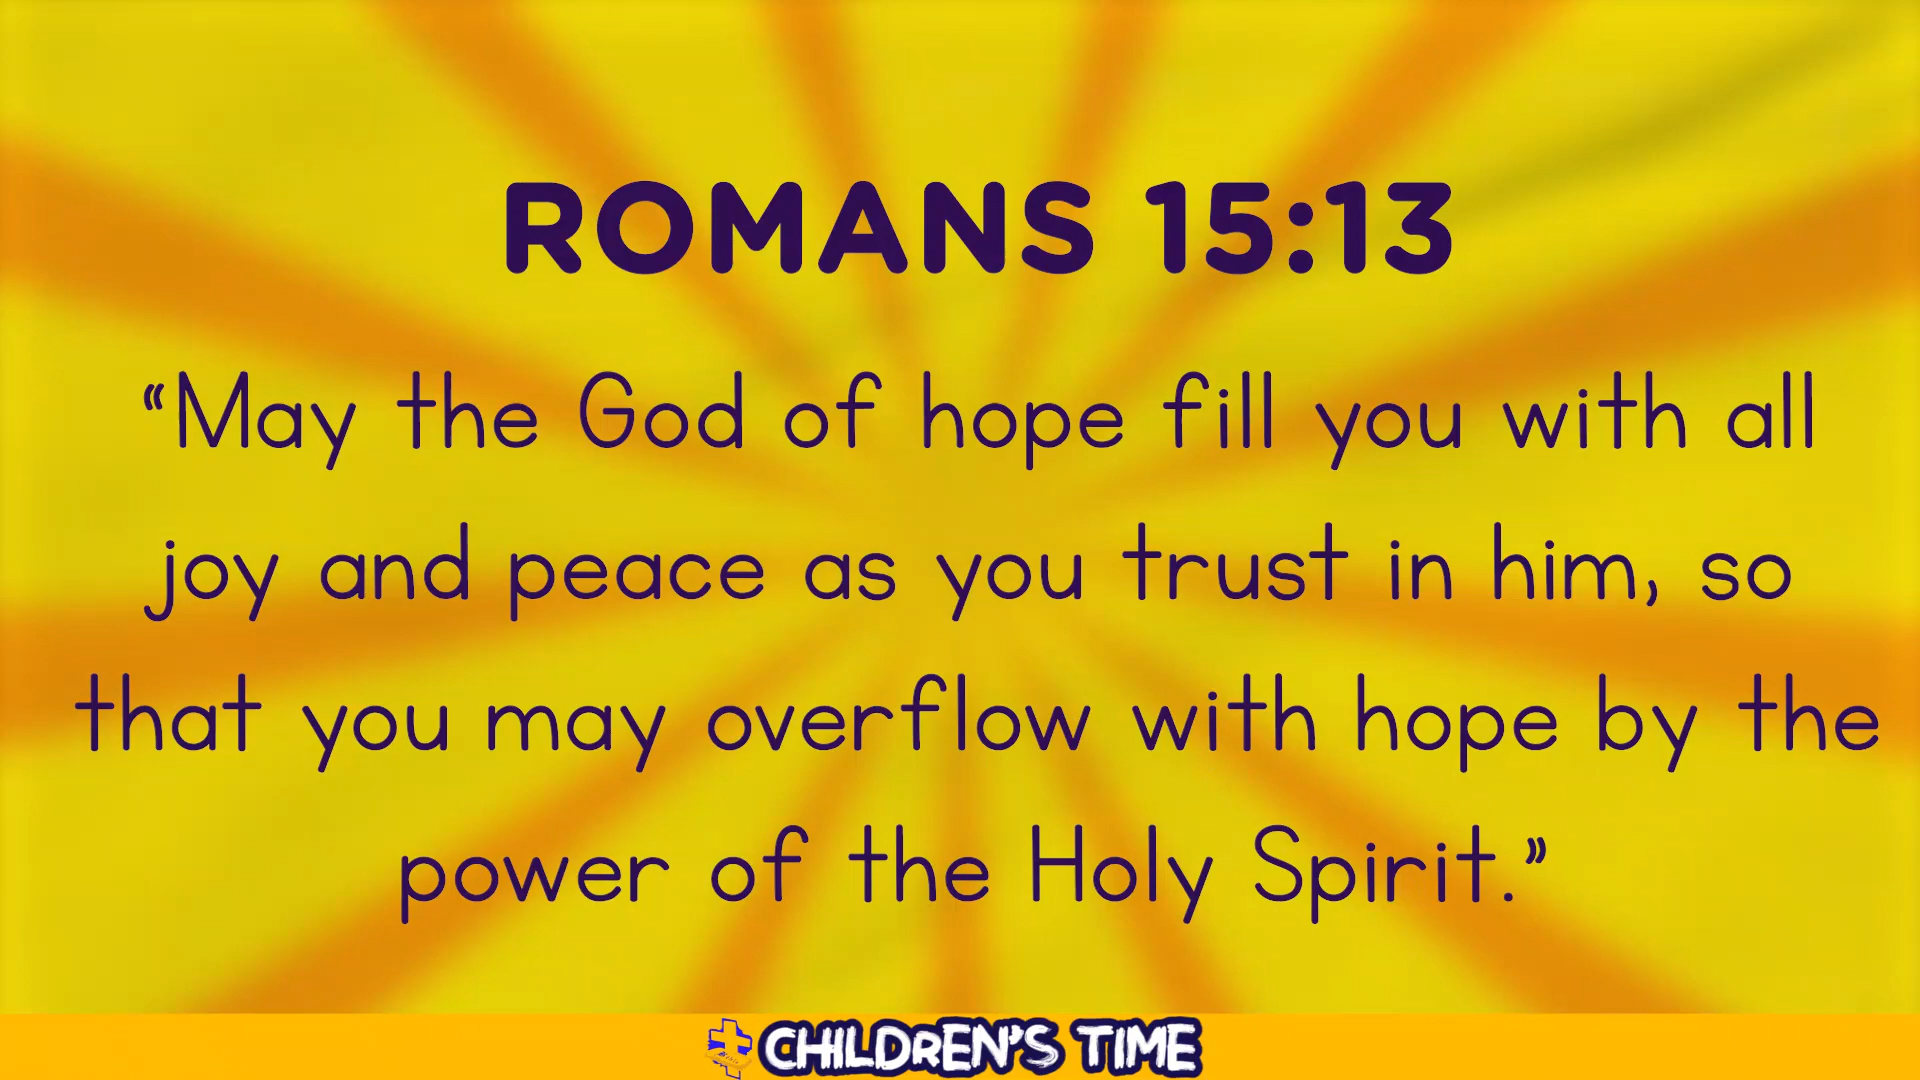 ROMANS 15:13
“May the God of hope fill you with all
joy and peace as you trust in him, so
that you may overflow with hope by the
power of the Holy Spirit.”
CHILDREN'S TIME